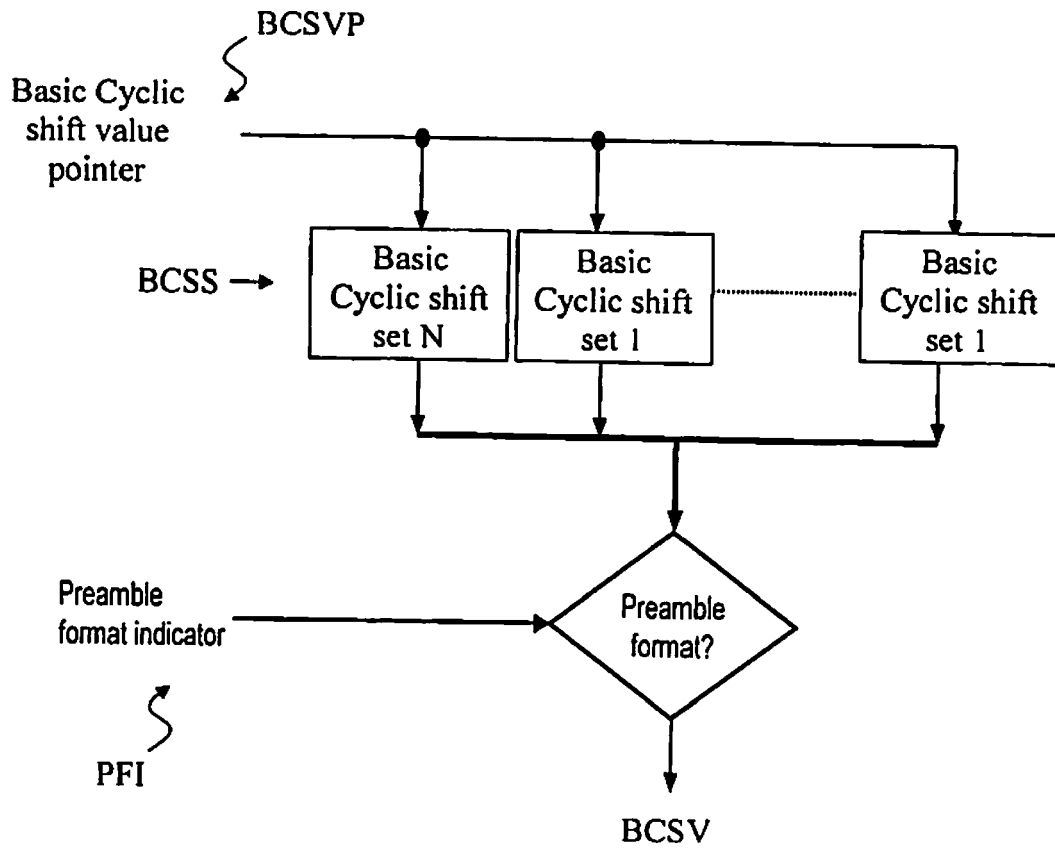 BCSVP
Basic Cyclic
shift value
pointer
BCSS
Basic
Cyclic shift
set N
Basic
Cyclic shift
set 1
Basic
Cyclic shift
set 1
Preamble
format indicator
Preamble
format?
PFI
BCSV